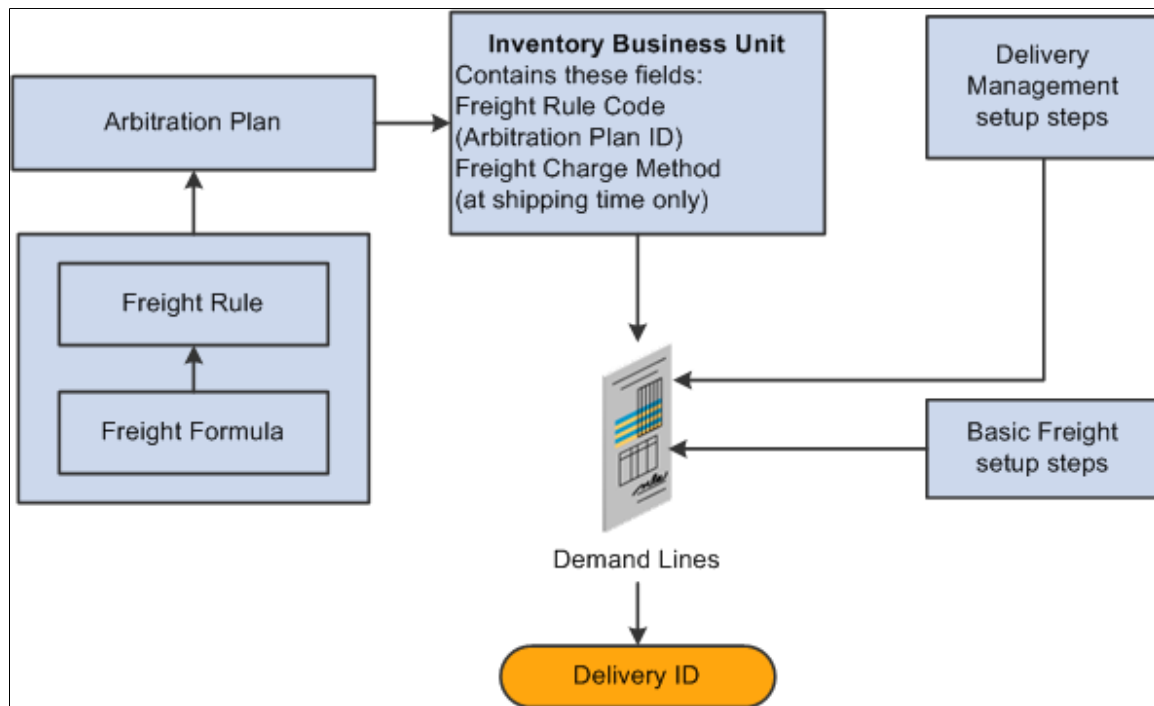 Arbitration Plan
Inventory Business Unit
Contains these fields:
Freight Rule Code
(Arbitration Plan ID)
Freight Charge Method
(at shipping time only)
Delivery
Management
setup steps
Freight Rule
Freight Formula
Basic Freight
setup steps
Demand Lines
Delivery ID